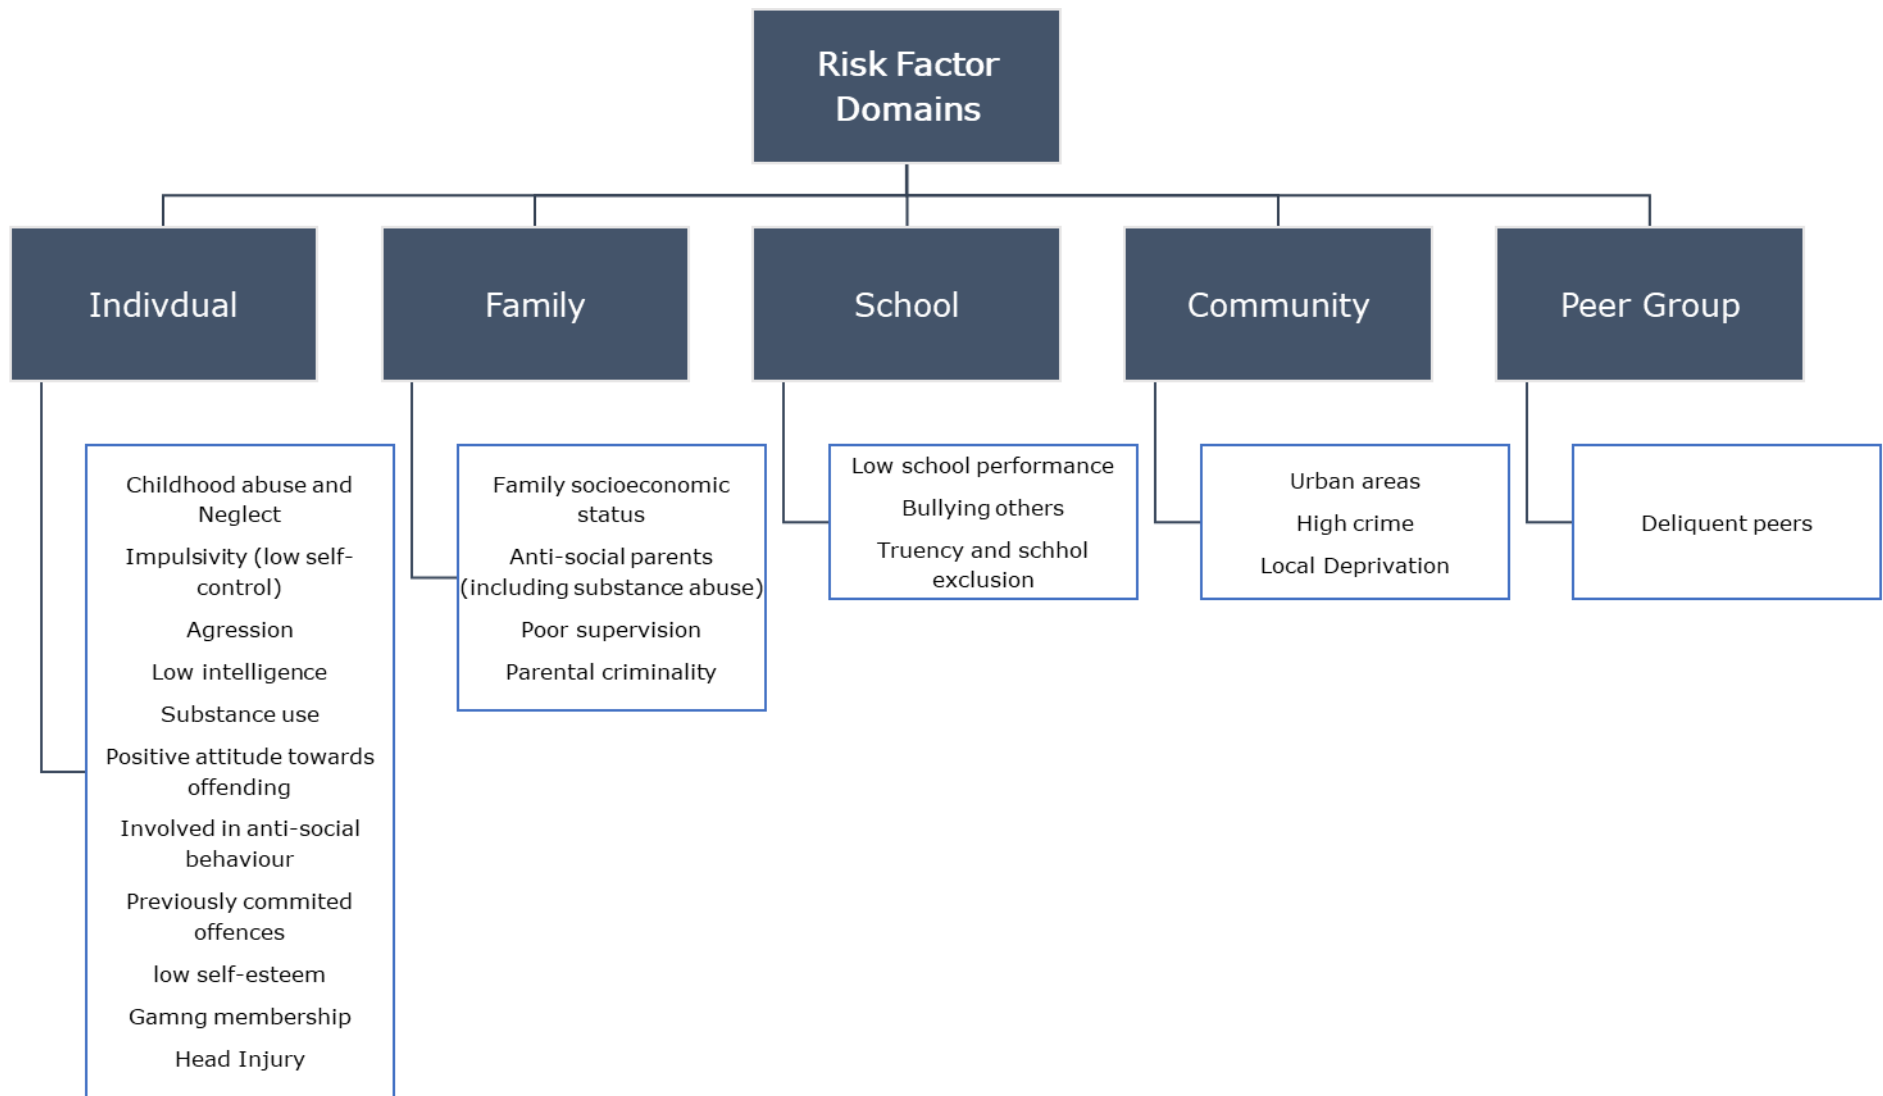 Risk Factor
Domains
Indivdual
Family
School
Community
Peer Group
Childhood abuse and
Neglect
Impulsivity (low self-
control)
Agression
Low intelligence
Substance use
Positive attitude towards
offending
Involved in anti-social
behaviour
Previously commited
offences
low self-esteem
Gamng membership
Head Injury
Family socioeconomic
status
Anti-social parents
(including substance abuse)
Poor supervision
Parental criminality
Low school performance
Bullying others
Truency and schhol
exclusion
Urban areas
High crime
Local Deprivation
Deliquent peers